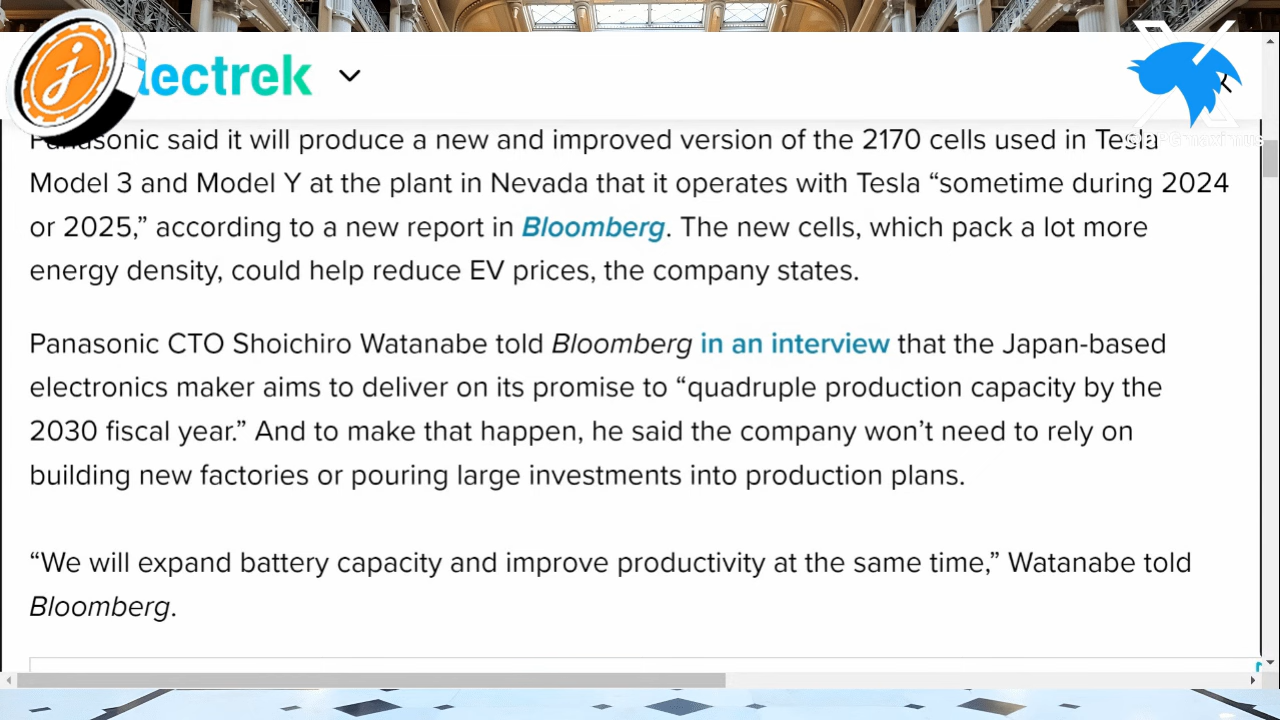 lectrek
Panasonic said it will produce a new and improved version of the 2170 cells used in Tesla
Model 3 and Model Y at the plant in Nevada that it operates with Tesla “sometime during 2024
or 2025,” according to a new report in Bloomberg. The new cells, which pack a lot more
energy density, could help reduce EV prices, the company states.
Panasonic CTO Shoichiro Watanabe told Bloomberg in an interview that the Japan-based
electronics maker aims to deliver on its promise to “quadruple production capacity by the
2030 fiscal year.” And to make that happen, he said the company won’t need to rely on
building new factories or pouring large investments into production plans.
“We will expand battery capacity and improve productivity at the same time,” Watanabe told
Bloomberg.